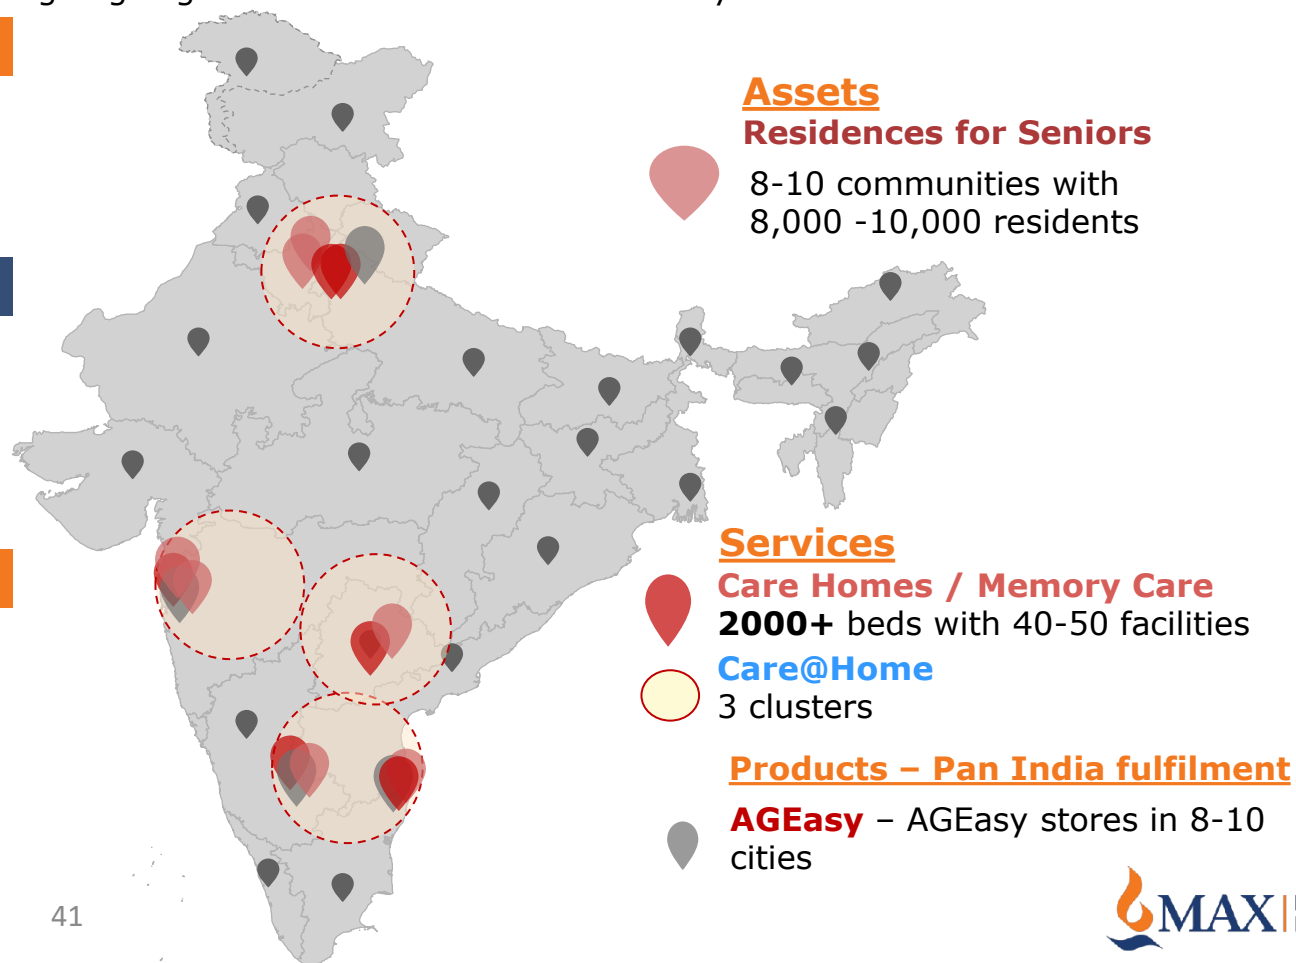 Assets
Residences for Seniors
8-10 communities with
8,000 -10,000 residents
Services
Care Homes / Memory Care
2000+ beds with 40-50 facilities
Care@Home
3 clusters
Products – Pan India fulfilment
AGEasy – AGEasy stores in 8-10
cities
41
MAX